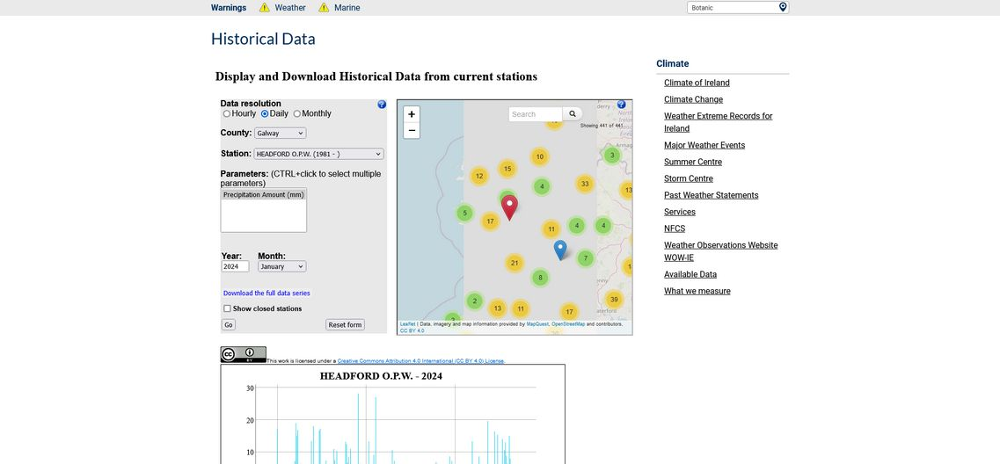 Warnings Weather Marine
Botanic
Historical Data
Display and Download Historical Data from current stations
Data resolution
Hourly Daily Monthly
County: Galway
Station: HEADFORD O.P.W. (1981 - )
Parameters: (CTRL+click to select multiple
parameters)
Precipitation Amount (mm)
Year: Month:
2024 January
Download the full data series
Show closed stations
Go Reset form
+
−
Search
Showing 441 of 441
10
3
15
12
4
33
13
5
17
11
4
4
7
21
8
2
39
13
11
17
Leaflet | Data, imagery and map information provided by MapQuest, OpenStreetMap and contributors,
CC BY 4.0
Climate
Climate of Ireland
Climate Change
Weather Extreme Records for
Ireland
Major Weather Events
Summer Centre
Storm Centre
Past Weather Statements
Services
NFCS
Weather Observations Website
WOW-IE
Available Data
What we measure
cc BY
This work is licensed under a Creative Commons Attribution 4.0 International (CC BY 4.0) License.
HEADFORD O.P.W. - 2024
30
20
10